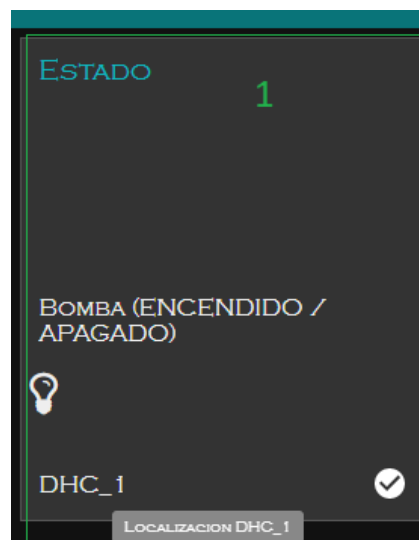 Estado
1
Bomba (ENCENDIDO /
APAGADO)
DHC_1
Localizacion DHC_1